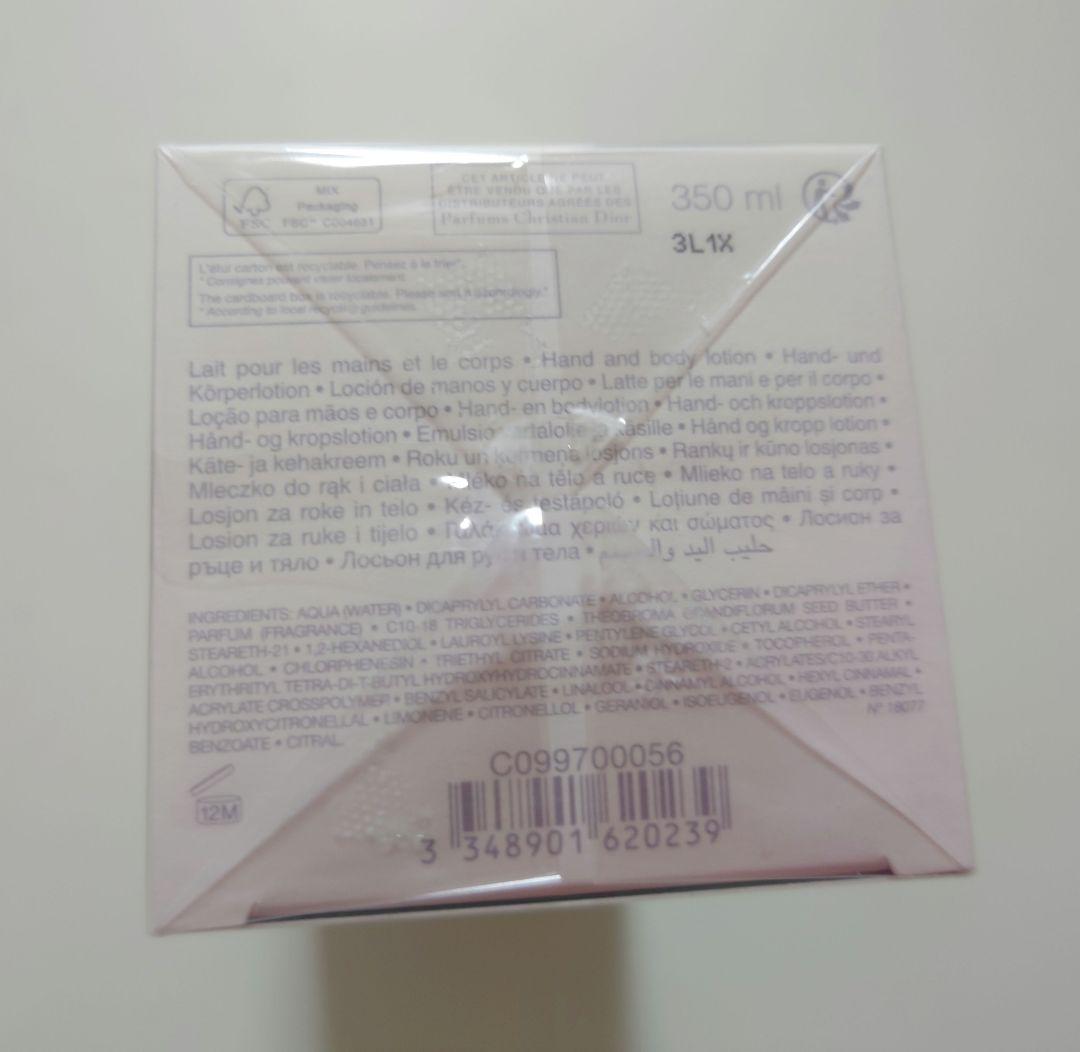 MIX
Packaging
FSC FSC™ C004631
CET ARTICLE NE PEUT
ÊTRE VENDU QUE PAR LES
DISTRIBUTEURS AGRÉÉS DES
Parfums Christian Dior
350 ml
3L1X
L'étui carton est recyclable. Pensez à le trier*.
* Consignes pouvant varier localement.
The cardboard box is recyclable. Please sort it accordingly.*
* According to local recycling guidelines.
Lait pour les mains et le corps • Hand and body lotion • Hand- und
Körperlotion • Loción de manos y cuerpo • Latte per le mani e per il corpo •
Loção para mãos e corpo • Hand- en bodylotion • Hand- och kroppslotion •
Hånd- og kropslotion • Emulsio vartalolle ja käsille • Hånd og kropp lotion •
Käte- ja kehakreem • Roku un ķermeņa losjons • Rankų ir kūno losjonas •
Mleczko do rąk i ciała • Mléko na tělo a ruce • Mlieko na telo a ruky •
Losjon za roke in telo • Kéz- és testápoló • Loțiune de mâini și corp •
Losion za ruke i tijelo • Γαλάκτωμα χεριών και σώματος • Лосион за
ръце и тяло • Лосьон для рук и тела • حليب اليد والجسم
INGREDIENTS: AQUA (WATER) • DICAPRYLYL CARBONATE • ALCOHOL • GLYCERIN • DICAPRYLYL ETHER •
PARFUM (FRAGRANCE) • C10-18 TRIGLYCERIDES • THEOBROMA GRANDIFLORUM SEED BUTTER •
STEARETH-21 • 1,2-HEXANEDIOL • LAUROYL LYSINE • PENTYLENE GLYCOL • CETYL ALCOHOL • STEARYL
ALCOHOL • CHLORPHENESIN • TRIETHYL CITRATE • SODIUM HYDROXIDE • TOCOPHEROL • PENTA-
ERYTHRITYL TETRA-DI-T-BUTYL HYDROXYHYDROCINNAMATE • STEARETH-2 • ACRYLATES/C10-30 ALKYL
ACRYLATE CROSSPOLYMER • BENZYL SALICYLATE • LINALOOL • CINNAMYL ALCOHOL • HEXYL CINNAMAL •
HYDROXYCITRONELLAL • LIMONENE • CITRONELLOL • GERANIOL • ISOEUGENOL • EUGENOL • BENZYL
BENZOATE • CITRAL.
N° 18077
C099700056
12M
3 348901 620239